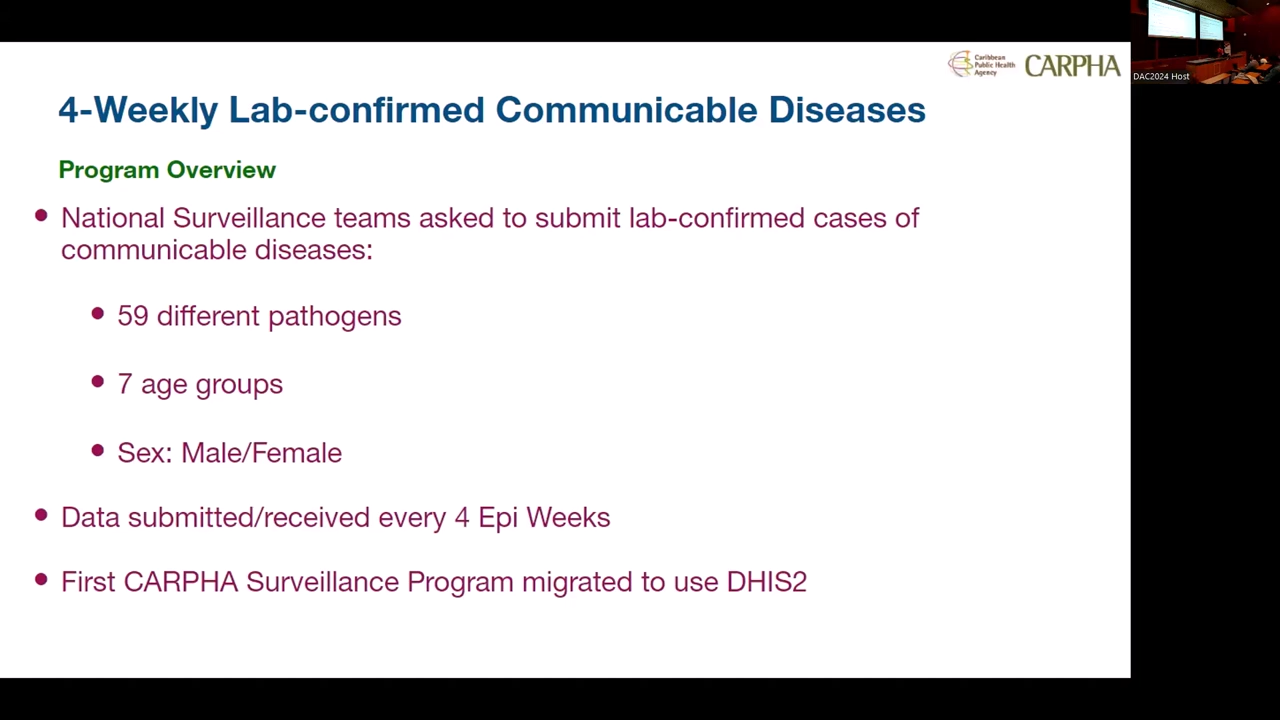 Caribbean
Public Health
Agency
CARPHA
DAC2024 Host
4-Weekly Lab-confirmed Communicable Diseases
Program Overview
• National Surveillance teams asked to submit lab-confirmed cases of
communicable diseases:
• 59 different pathogens
• 7 age groups
• Sex: Male/Female
• Data submitted/received every 4 Epi Weeks
• First CARPHA Surveillance Program migrated to use DHIS2